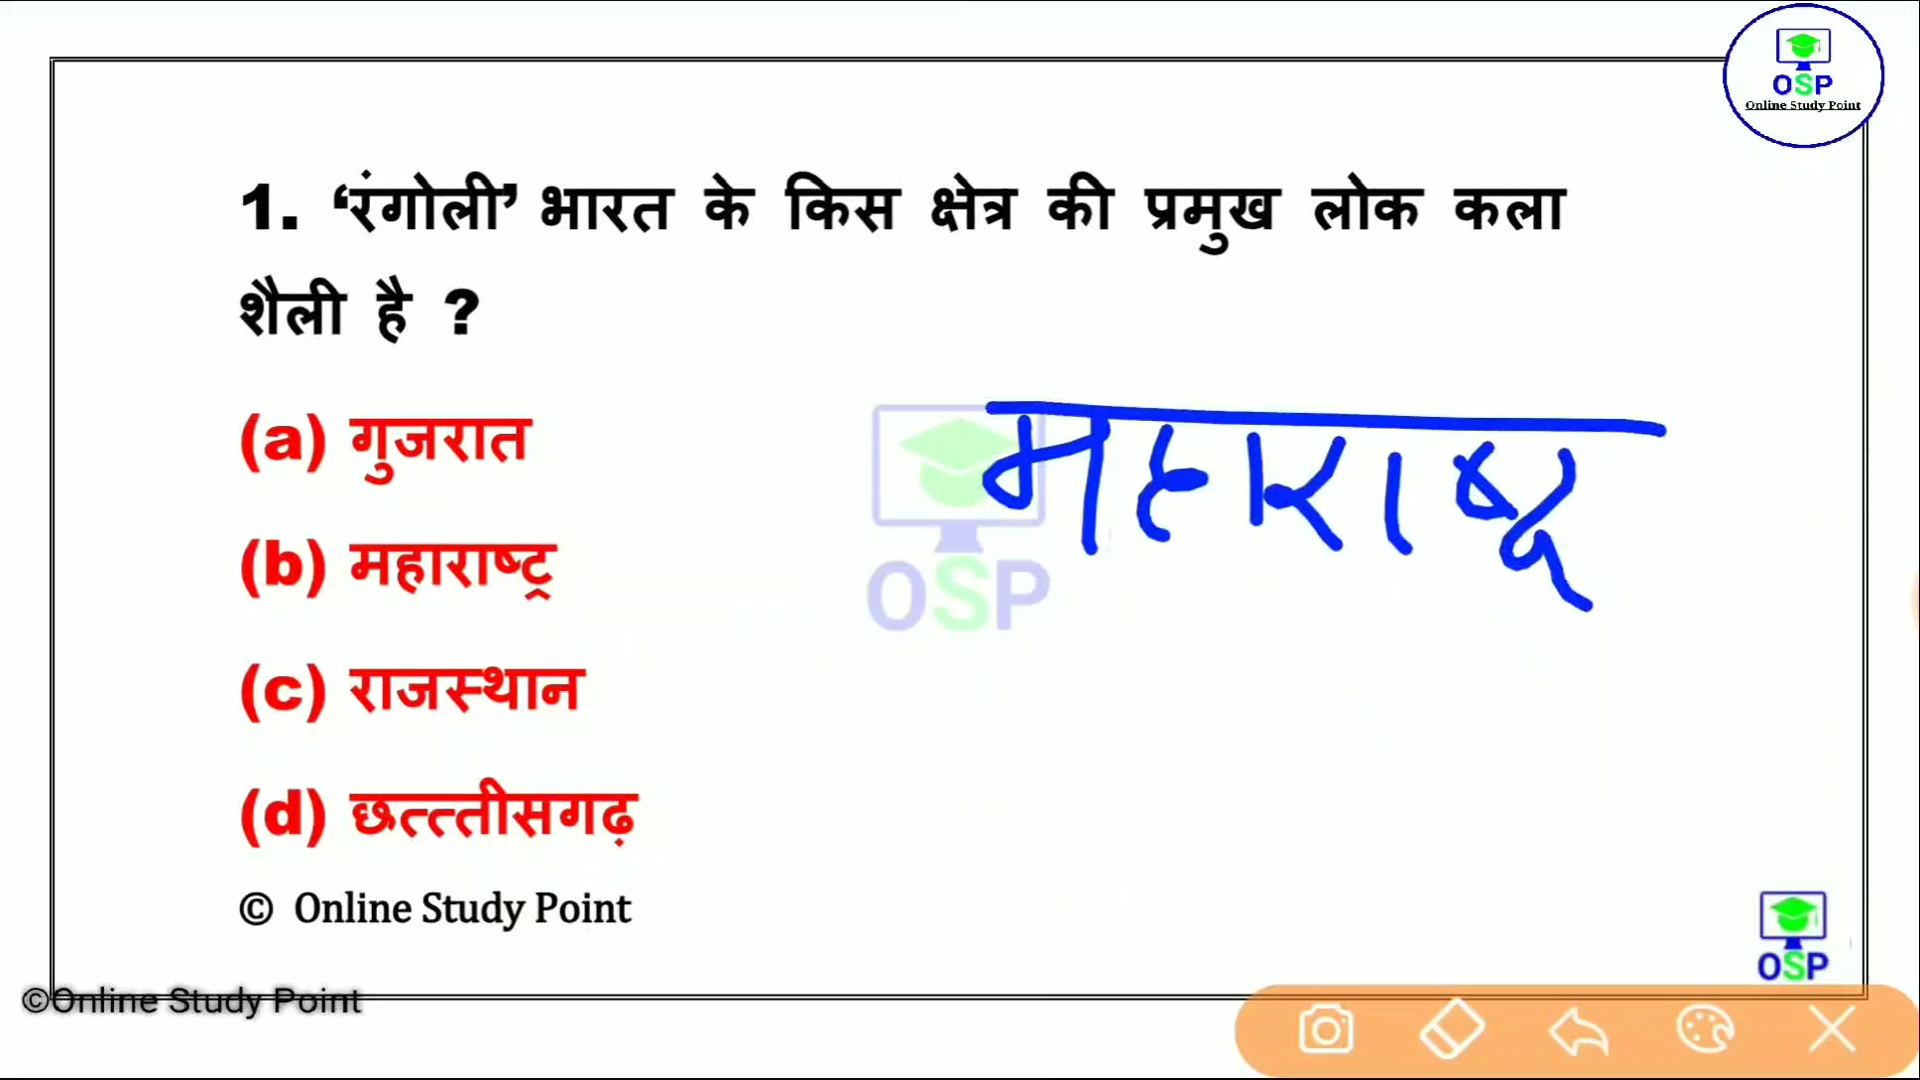 OSP
Online Study Point
1. ‘रंगोली’ भारत के किस क्षेत्र की प्रमुख लोक कला
शैली है ?
(a) गुजरात
महाराष्ट्र
(b) महाराष्ट्र
OSP
(c) राजस्थान
(d) छत्त्तीसगढ़
© Online Study Point
OSP
©Online Study Point